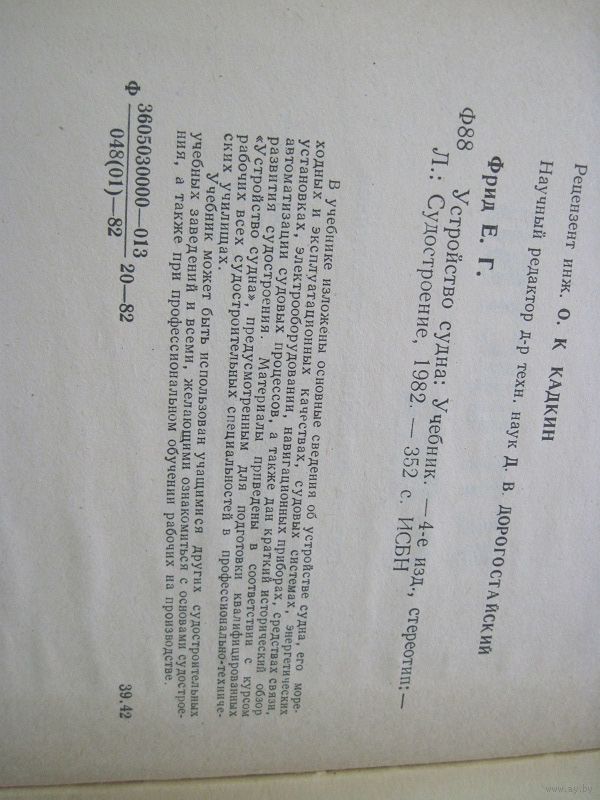 Рецензент инж. О. К КАДКИН
Научный редактор д-р техн. наук Д. В. ДОРОГОСТАЙСКИЙ
Фрид Е. Г.
Ф88 Устройство судна: Учебник. — 4-е изд., стереотип.—
Л.: Судостроение, 1982. — 352 с. ИСБН
В учебнике изложены основные сведения об устройстве судна, его море-
ходных и эксплуатационных качествах, судовых системах, энергетических
установках, электрооборудовании, навигационных приборах, средствах связи,
автоматизации судовых процессов, а также дан краткий исторический обзор
развития судостроения. Материалы приведены в соответствии с курсом
«Устройство судна», предусмотренным для подготовки квалифицированных
рабочих всех судостроительных специальностей в профессионально-техниче-
ских училищах.
Учебник может быть использован учащимися других судостроительных
учебных заведений и всеми, желающими ознакомиться с основами судострое-
ния, а также при профессиональном обучении рабочих на производстве.
39.42
Ф 3605030000—013
048(01)—82 20—82
www.ay.by